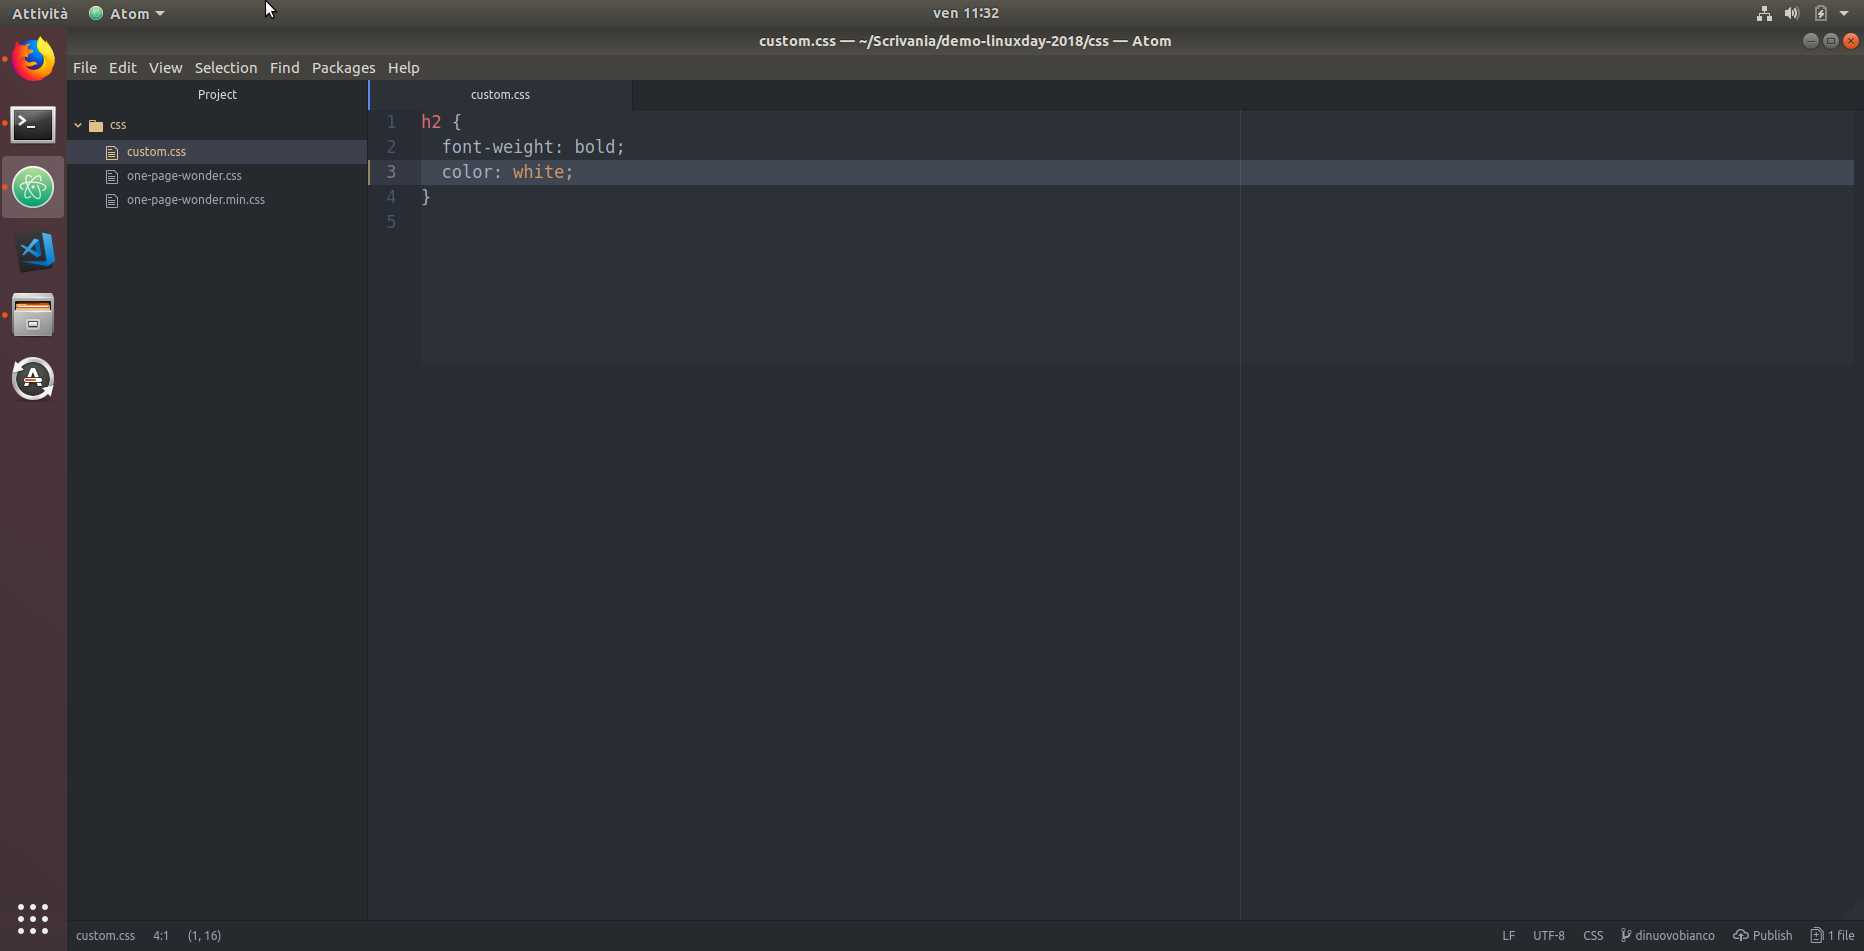 Attività Atom ven 11:32
custom.css — ~/Scrivania/demo-linuxday-2018/css — Atom
File Edit View Selection Find Packages Help
Project custom.css
css
custom.css
one-page-wonder.css
one-page-wonder.min.css
1 h2 {
2 font-weight: bold;
3 color: white;
4 }
5
custom.css 4:1 (1, 16) LF UTF-8 CSS dinuovobianco Publish 1 file